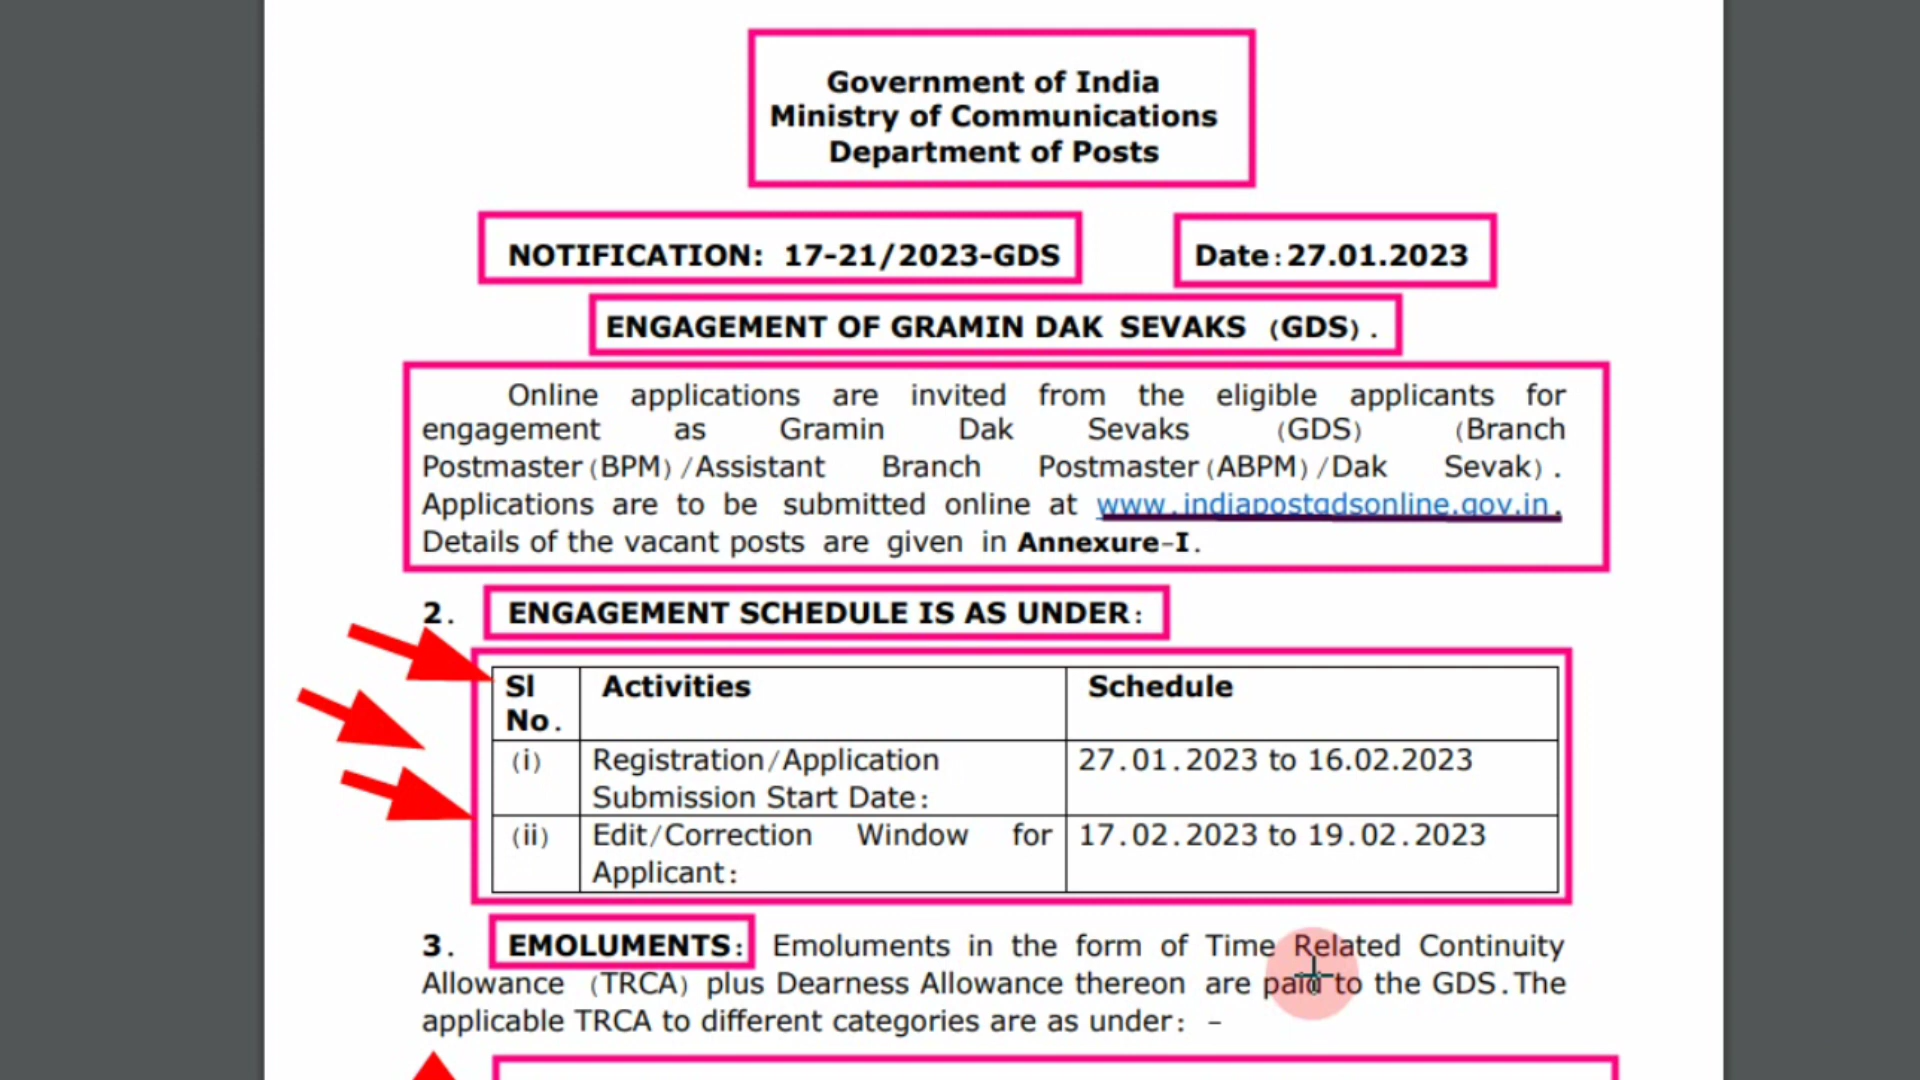 Government of India
Ministry of Communications
Department of Posts
NOTIFICATION: 17-21/2023-GDS Date:27.01.2023
ENGAGEMENT OF GRAMIN DAK SEVAKS (GDS).
Online applications are invited from the eligible applicants for
engagement as Gramin Dak Sevaks (GDS) (Branch
Postmaster(BPM)/Assistant Branch Postmaster(ABPM)/Dak Sevak).
Applications are to be submitted online at www.indiapostgdsonline.gov.in.
Details of the vacant posts are given in Annexure-I.
2. ENGAGEMENT SCHEDULE IS AS UNDER:
Sl Activities Schedule
No.
(i) Registration/Application 27.01.2023 to 16.02.2023
Submission Start Date:
(ii) Edit/Correction Window for 17.02.2023 to 19.02.2023
Applicant:
3. EMOLUMENTS: Emoluments in the form of Time Related Continuity
Allowance (TRCA) plus Dearness Allowance thereon are paid to the GDS.The
applicable TRCA to different categories are as under: –